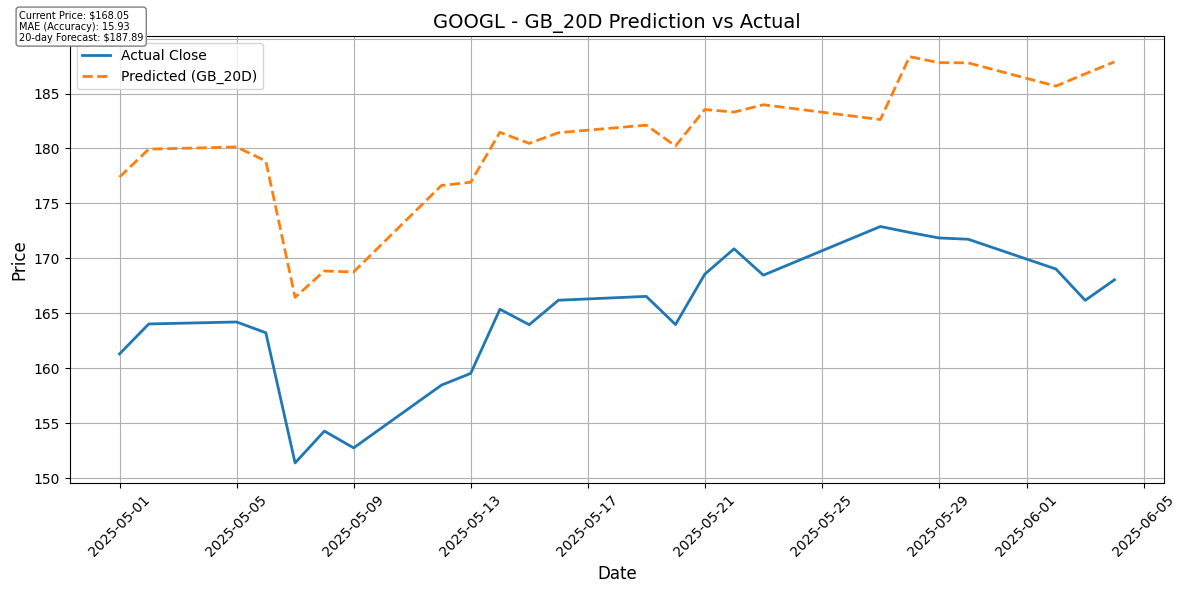 Current Price: $168.05
MAE (Accuracy): 15.93
20-day Forecast: $187.89
GOOGL - GB_20D Prediction vs Actual
Actual Close
Predicted (GB_20D)
Price
185
180
175
170
165
160
155
150
2025-05-01
2025-05-05
2025-05-09
2025-05-13
2025-05-17
2025-05-21
2025-05-25
2025-05-29
2025-06-01
2025-06-05
Date